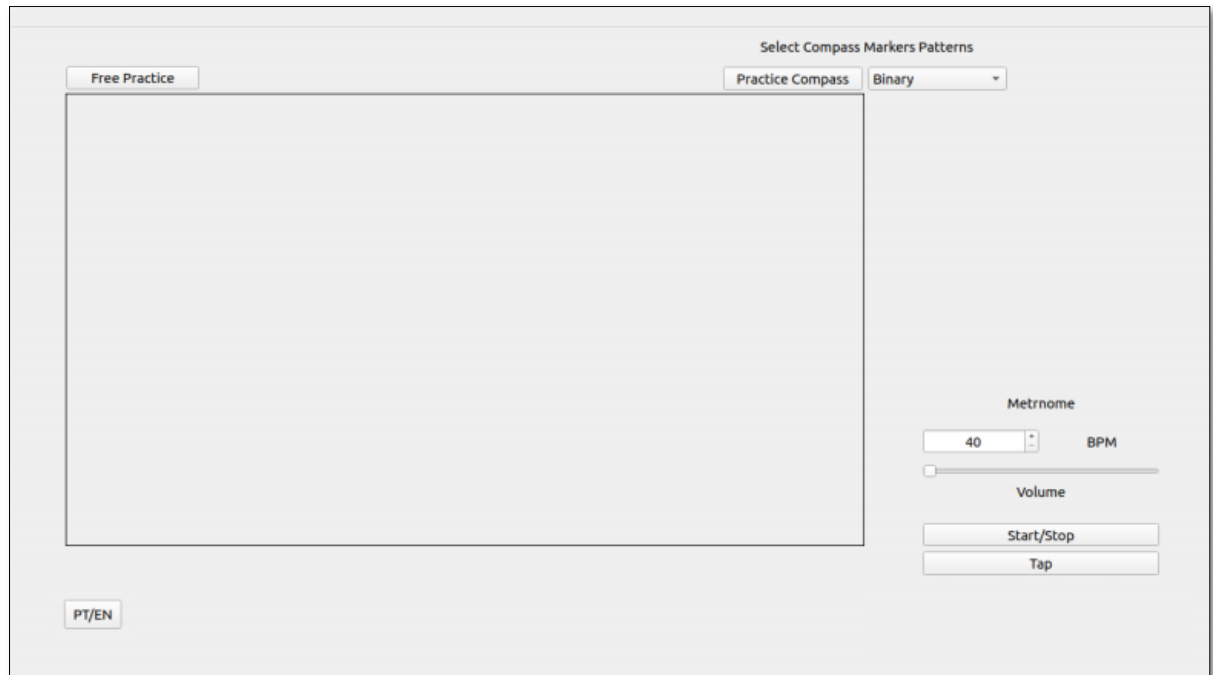 Select Compass Markers Patterns
Free Practice
Practice Compass
Binary
Metrnome
40
BPM
Volume
Start/Stop
Tap
PT/EN